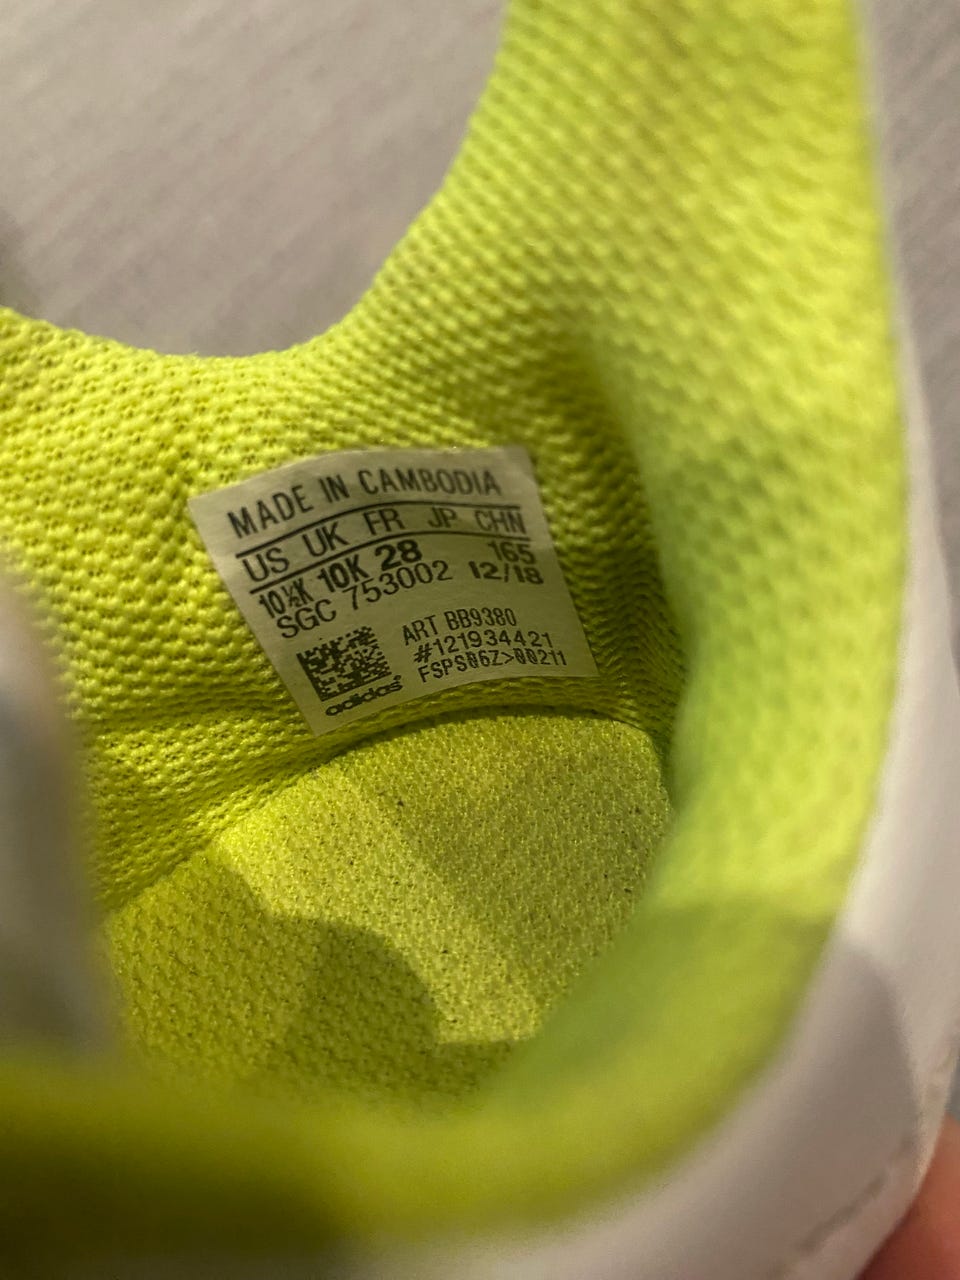 MADE IN CAMBODIA
US UK FR JP CHN
10½K 10K 28 165
SGC 753002 12/18
ART BB9380
#121934421
FSPS06Z>00211
adidas